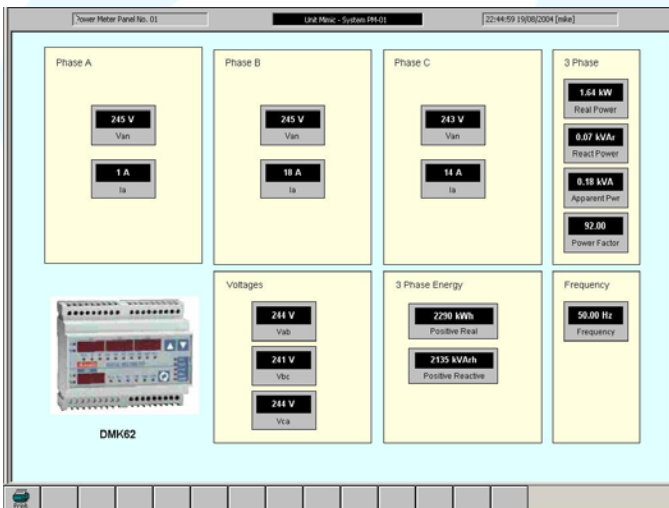 Power Meter Panel No. 01
Unit Mimic - System PM-01
22:44:59 19/08/2004 [mike]
Phase A
245 V
Van
1 A
Ia
Phase B
245 V
Van
18 A
Ia
Phase C
243 V
Van
14 A
Ia
3 Phase
1.64 kW
Real Power
0.07 kVAr
React Power
0.18 kVA
Apparent Pwr
92.00
Power Factor
Voltages
244 V
Vab
241 V
Vbc
244 V
Vca
3 Phase Energy
2290 kWh
Positive Real
2135 kVArh
Positive Reactive
Frequency
50.00 Hz
Frequency
DMK62
Print